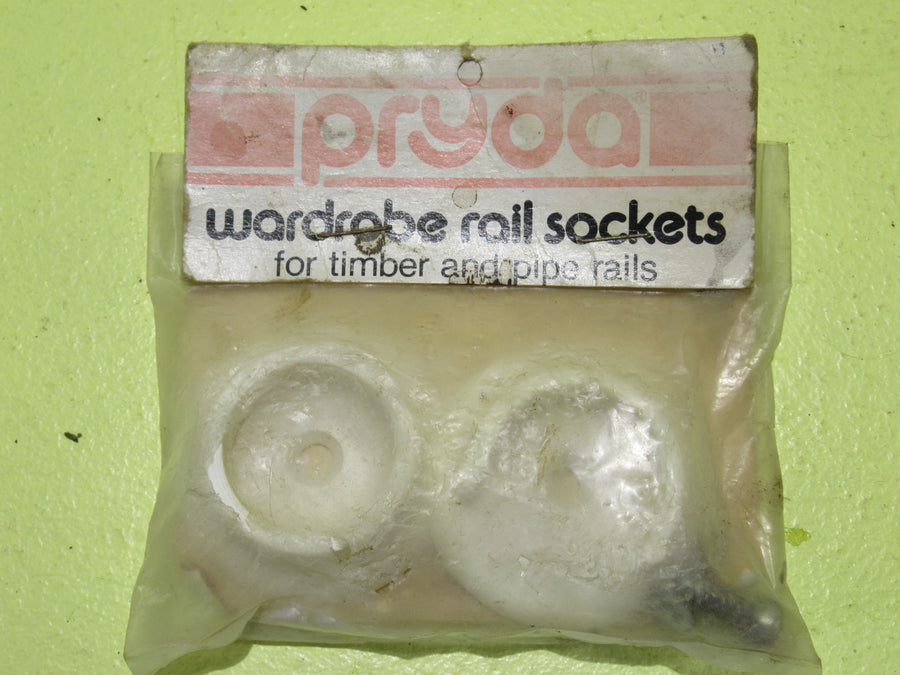 pryda®
wardrobe rail sockets
for timber and pipe rails